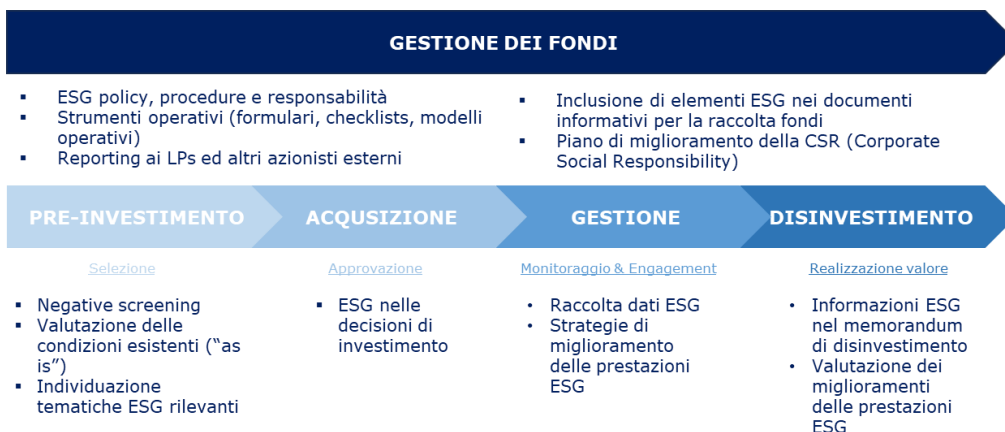 GESTIONE DEI FONDI
▪ ESG policy, procedure e responsabilità
▪ Strumenti operativi (formulari, checklists, modelli
operativi)
▪ Reporting ai LPs ed altri azionisti esterni
▪ Inclusione di elementi ESG nei documenti
informativi per la raccolta fondi
▪ Piano di miglioramento della CSR (Corporate
Social Responsibility)
PRE-INVESTIMENTO
ACQUSIZIONE
GESTIONE
DISINVESTIMENTO
Selezione
Approvazione
Monitoraggio & Engagement
Realizzazione valore
▪ Negative screening
▪ Valutazione delle
condizioni esistenti (“as
is”)
▪ Individuazione
tematiche ESG rilevanti
▪ ESG nelle
decisioni di
investimento
• Raccolta dati ESG
• Strategie di
miglioramento
delle prestazioni
ESG
• Informazioni ESG
nel memorandum
di disinvestimento
• Valutazione dei
miglioramenti
delle prestazioni
ESG